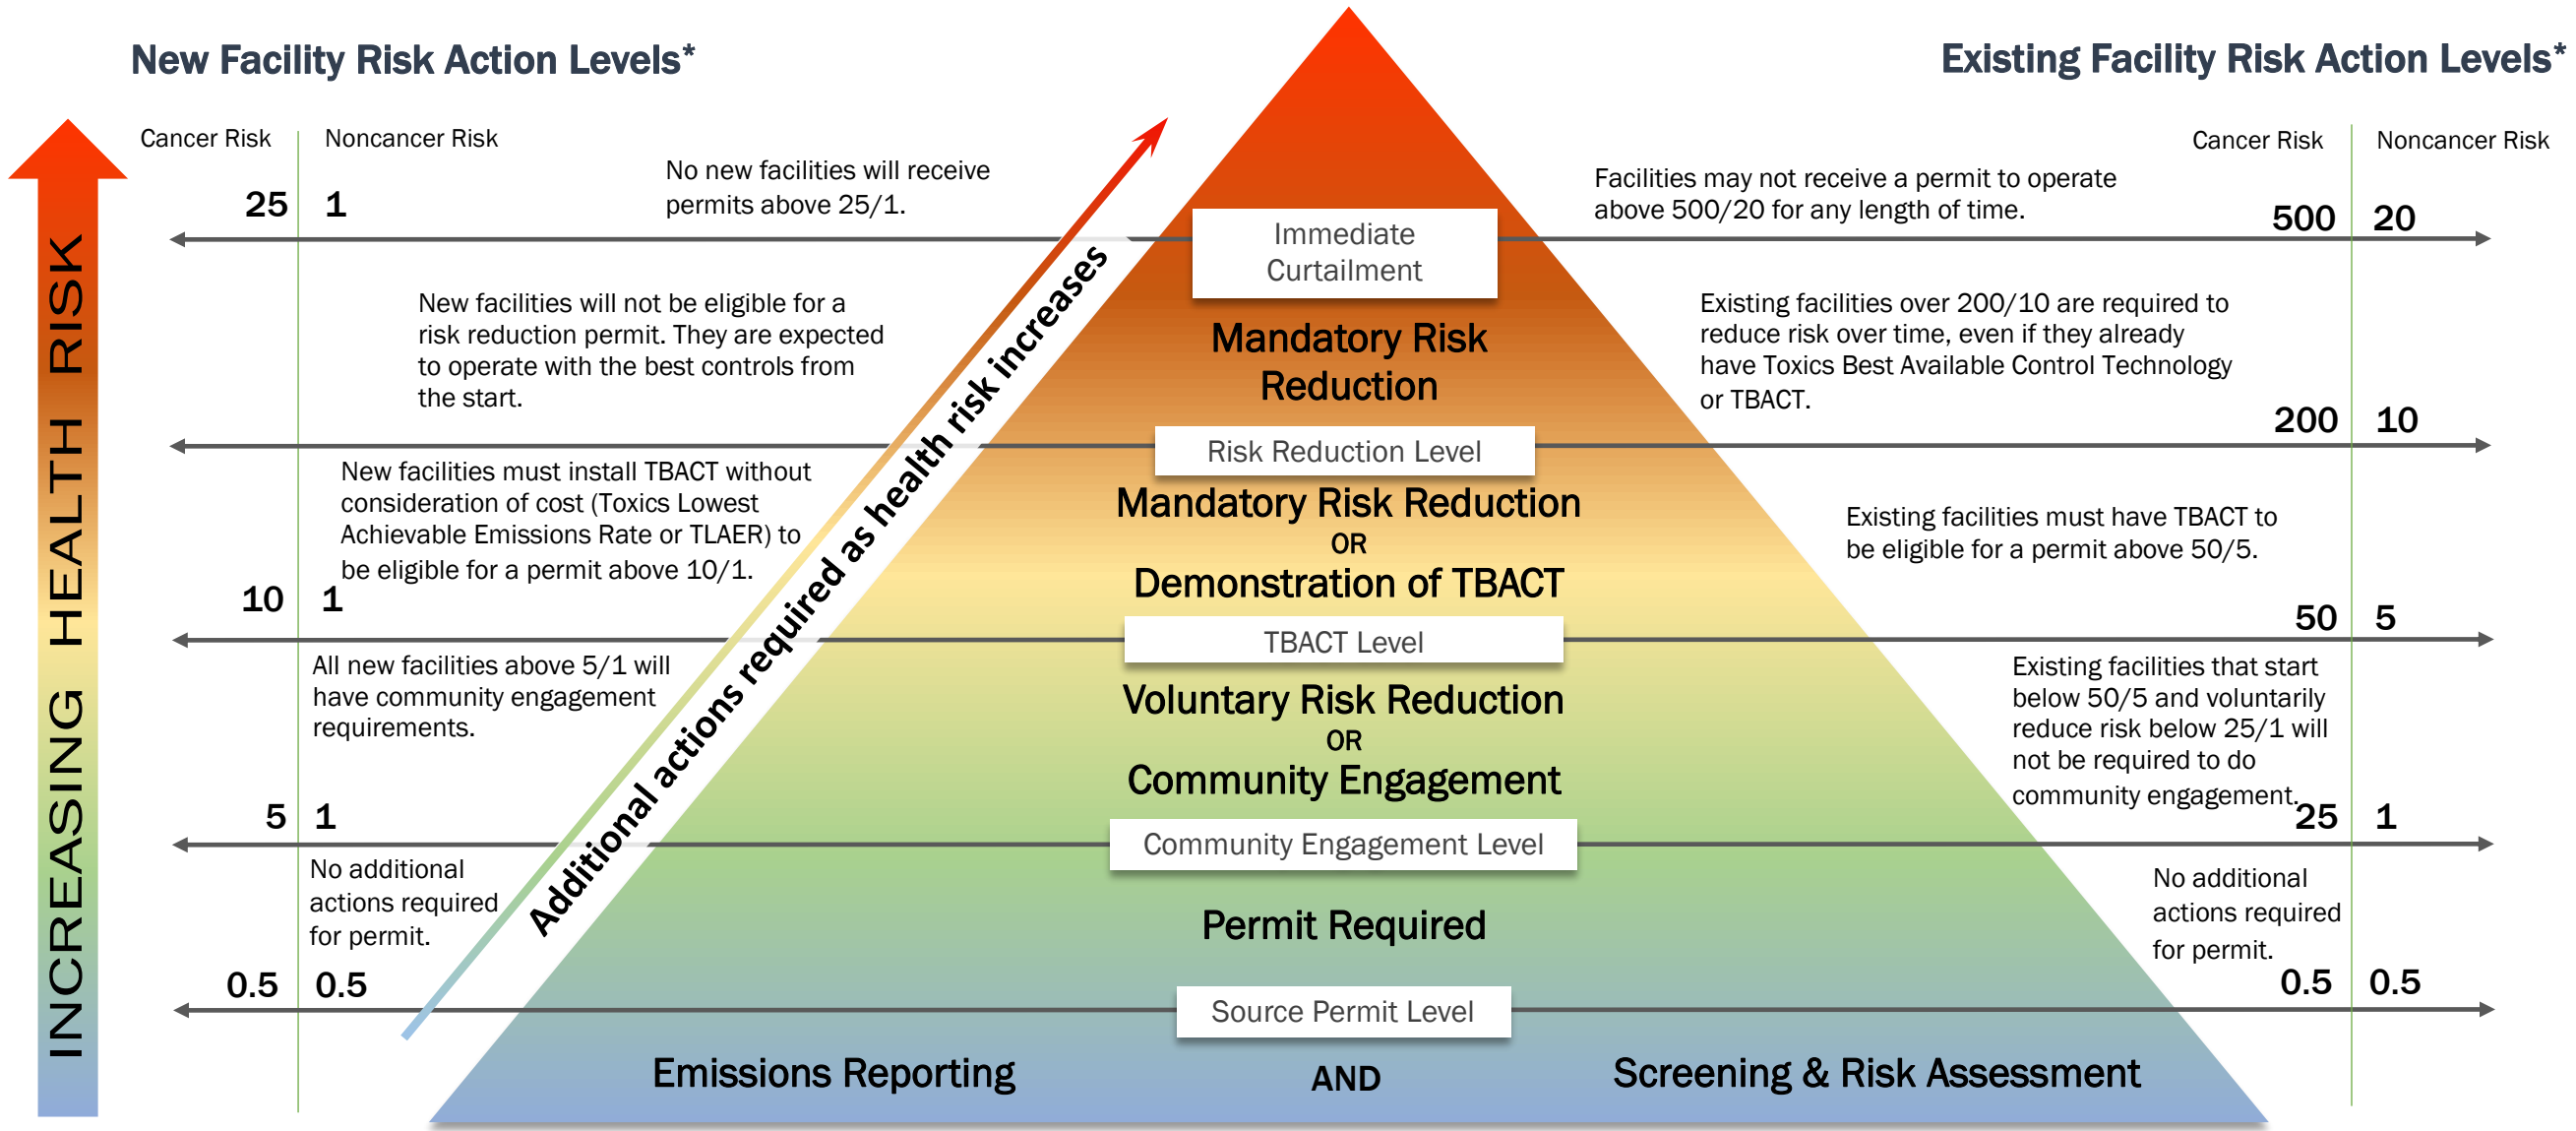 New Facility Risk Action Levels*
Existing Facility Risk Action Levels*
INCREASING HEALTH RISK
Cancer Risk
Noncancer Risk
25
1
No new facilities will receive
permits above 25/1.
New facilities will not be eligible for a
risk reduction permit. They are expected
to operate with the best controls from
the start.
New facilities must install TBACT without
consideration of cost (Toxics Lowest
Achievable Emissions Rate or TLAER) to
be eligible for a permit above 10/1.
10
1
All new facilities above 5/1 will
have community engagement
requirements.
5
1
No additional
actions required
for permit.
0.5
0.5
Additional actions required as health risk increases
Immediate
Curtailment
Mandatory Risk
Reduction
Risk Reduction Level
Mandatory Risk Reduction
OR
Demonstration of TBACT
TBACT Level
Voluntary Risk Reduction
OR
Community Engagement
Community Engagement Level
Permit Required
Source Permit Level
Emissions Reporting
AND
Screening & Risk Assessment
Cancer Risk
Noncancer Risk
Facilities may not receive a permit to operate
above 500/20 for any length of time.
500
20
Existing facilities over 200/10 are required to
reduce risk over time, even if they already
have Toxics Best Available Control Technology
or TBACT.
200
10
Existing facilities must have TBACT to
be eligible for a permit above 50/5.
50
5
Existing facilities that start
below 50/5 and voluntarily
reduce risk below 25/1 will
not be required to do
community engagement.
25
1
No additional
actions required
for permit.
0.5
0.5